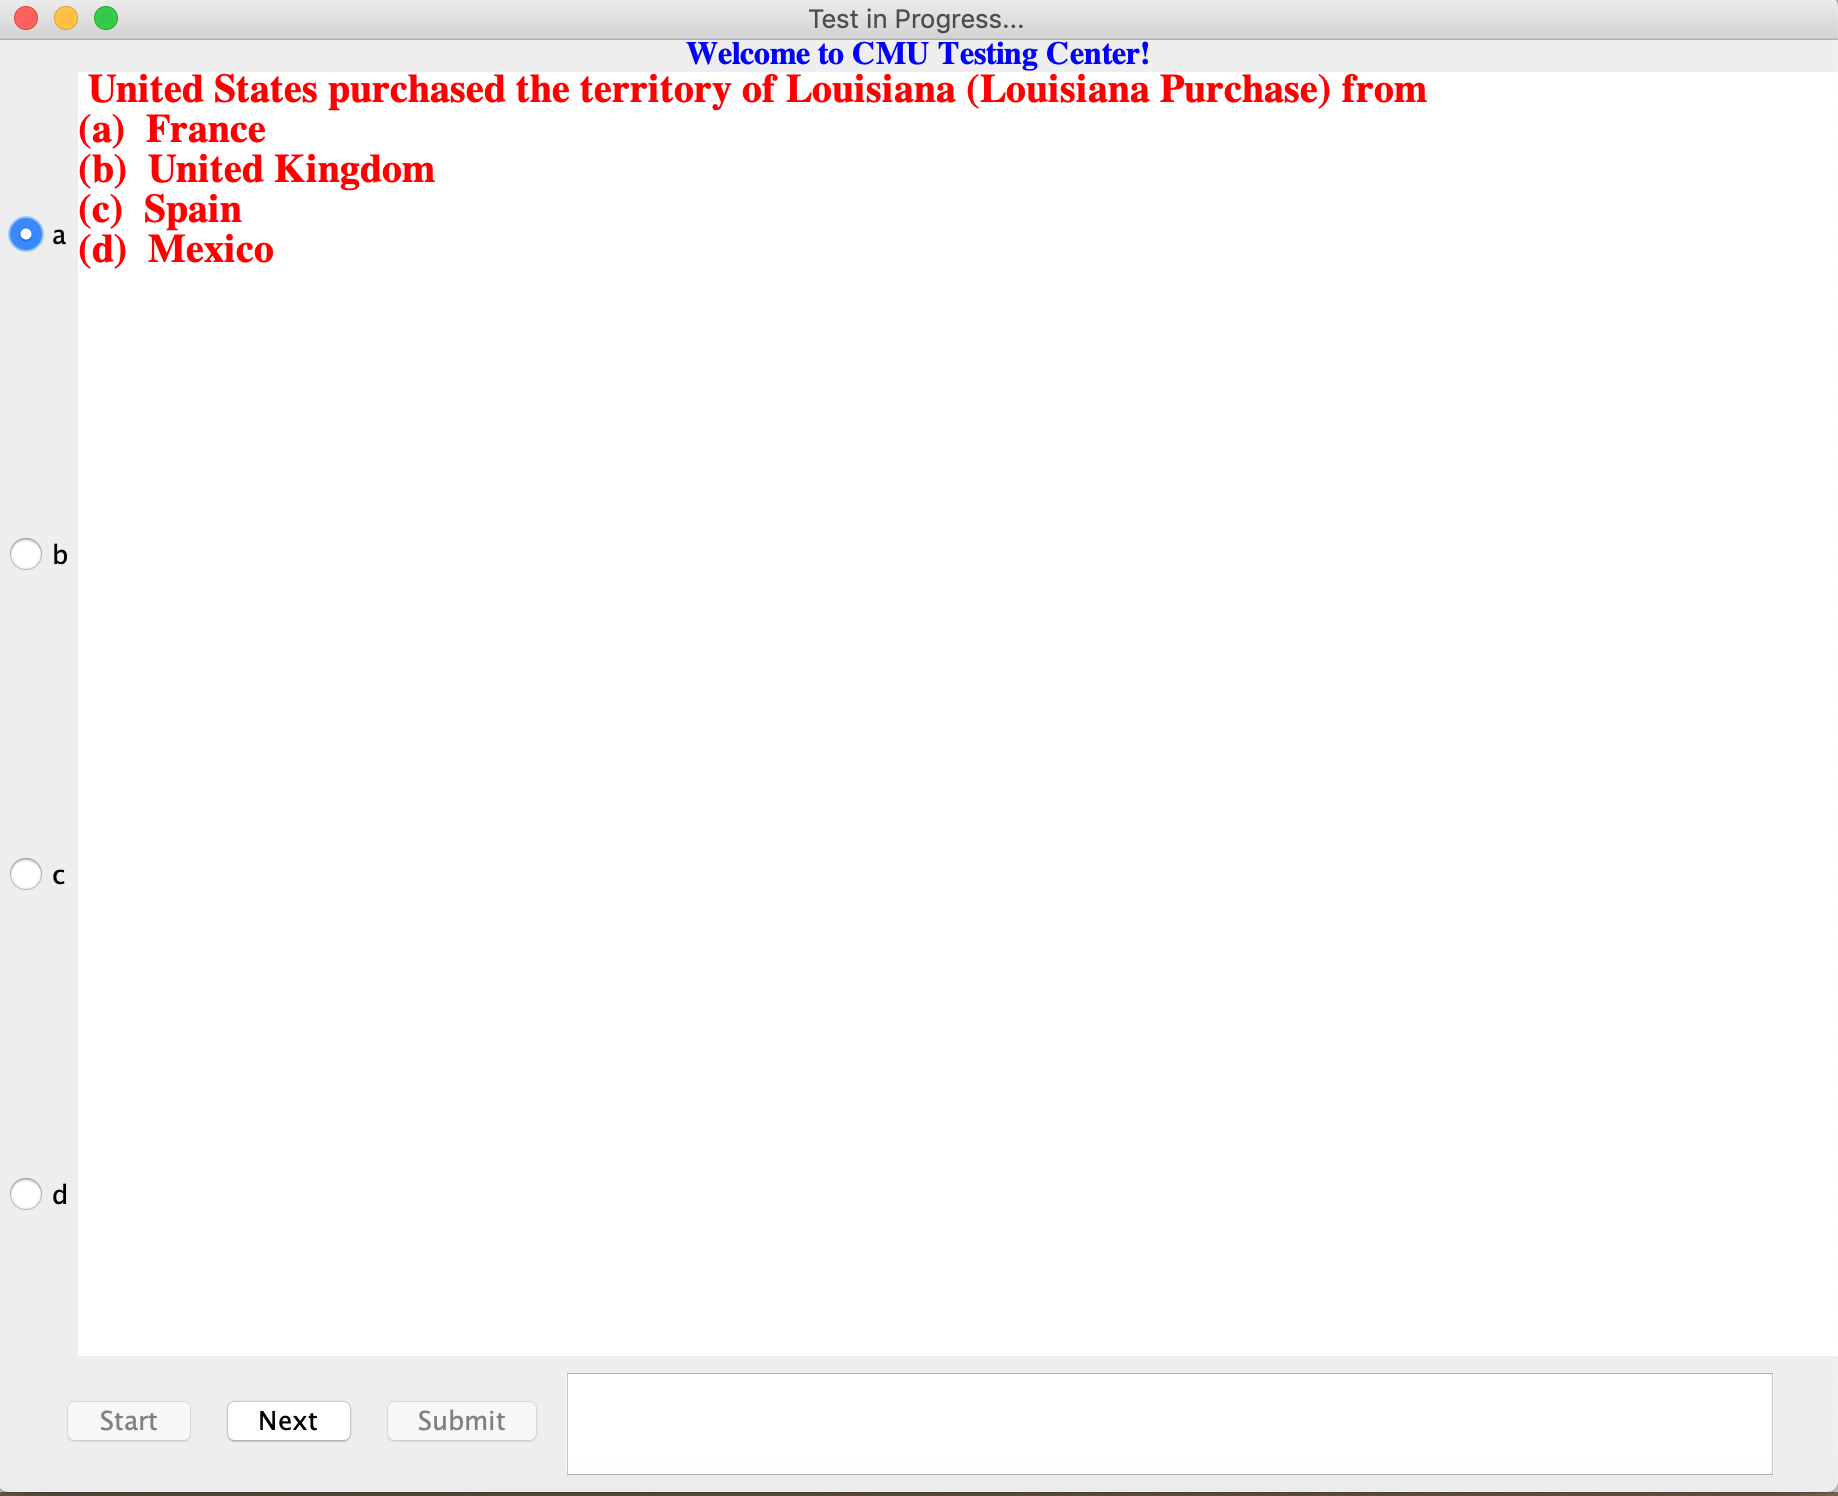 Test in Progress...
Welcome to CMU Testing Center!
United States purchased the territory of Louisiana (Louisiana Purchase) from
(a) France
(b) United Kingdom
(c) Spain
(d) Mexico
a
b
c
d
Start Next Submit